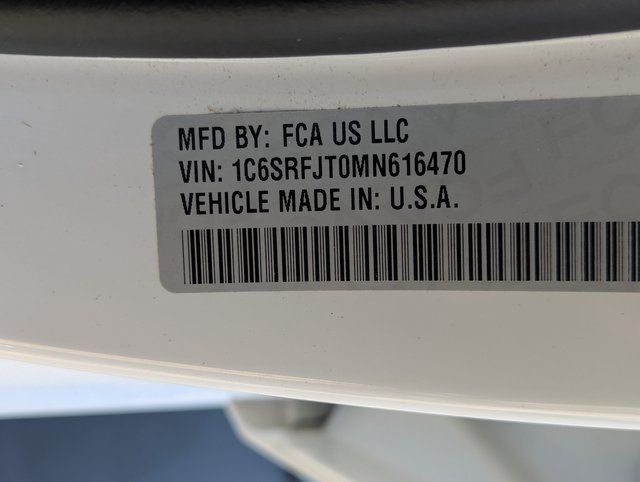 MFD BY: FCA US LLC
VIN: 1C6SRFJT0MN616470
VEHICLE MADE IN: U.S.A.